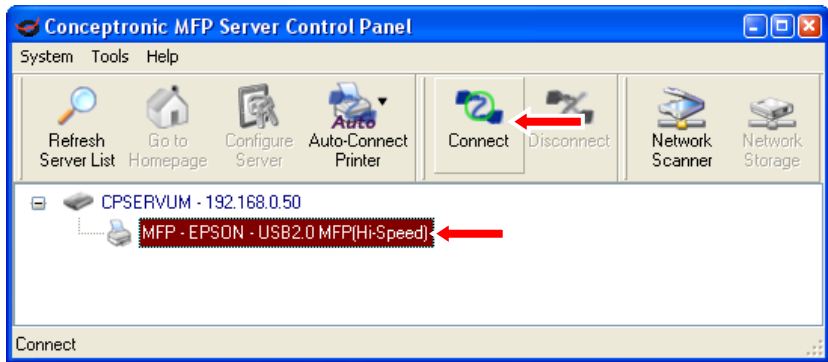 Conceptronic MFP Server Control Panel
System Tools Help
Refresh Server List
Go to Homepage
Configure Server
Auto
Auto-Connect Printer
Connect
Disconnect
Network Scanner
Network Storage
CPSERVUM - 192.168.0.50
MFP - EPSON - USB2.0 MFP(Hi-Speed)
Connect